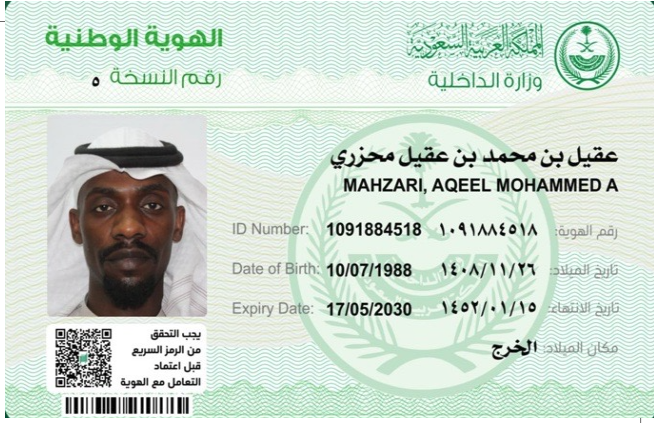 الهوية الوطنية
رقم النسخة ٥
المملكة العربية السعودية
وزارة الداخلية
عقيل بن محمد بن عقيل محزري
MAHZARI, AQEEL MOHAMMED A
ID Number: 1091884518 رقم الهوية: ١٠٩١٨٨٤٥١٨
Date of Birth: 10/07/1988 تاريخ الميلاد: ١٤٠٨/١١/٢٦
Expiry Date: 17/05/2030 تاريخ الانتهاء: ١٤٥٢/٠١/١٥
مكان الميلاد: الخرج
يجب التحقق
من الرمز السريع
قبل اعتماد
التعامل مع الهوية